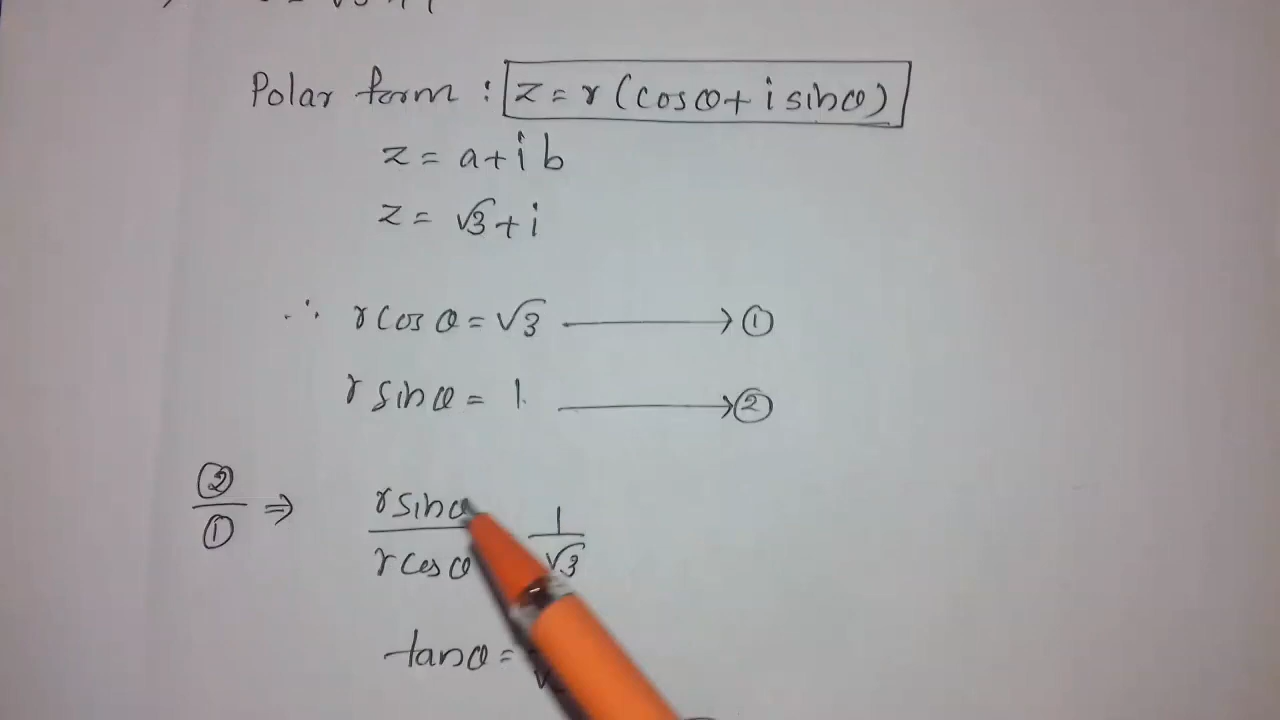 Polar form : z = r (cosθ + i sinθ)
z = a + i b
z = √3 + i
∴ r cos θ = √3 → ①
r sin θ = 1 → ②
②/① ⇒ r sinθ / r cosθ 1/√3
tanθ =